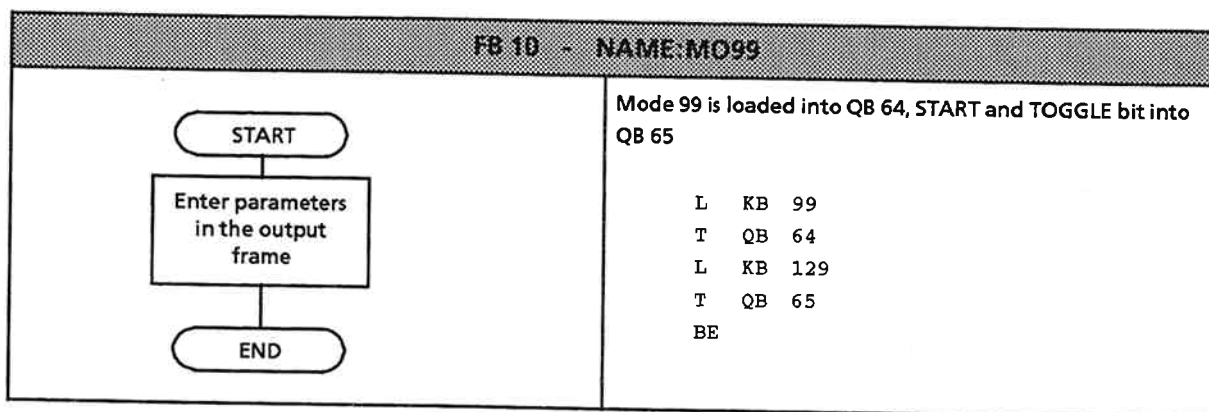 FB 10 - NAME:MO99
START
Enter parameters
in the output
frame
END
Mode 99 is loaded into QB 64, START and TOGGLE bit into
QB 65
L KB 99
T QB 64
L KB 129
T QB 65
BE